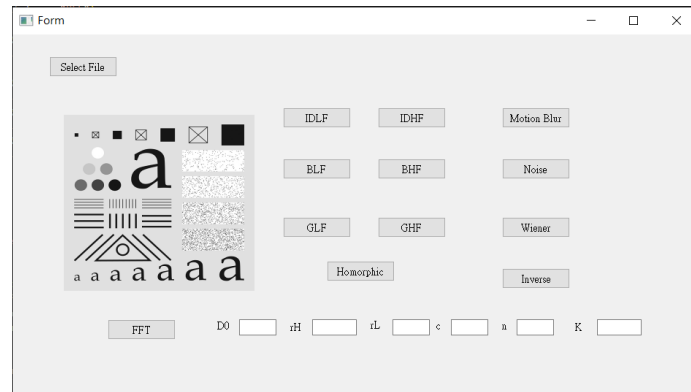 Form
Select File
IDLF IDHF Motion Blur
a
BLF BHF Noise
GLF GHF Wiener
a a a a a a a
Homorphic
Inverse
FFT D0 rH rL c n K